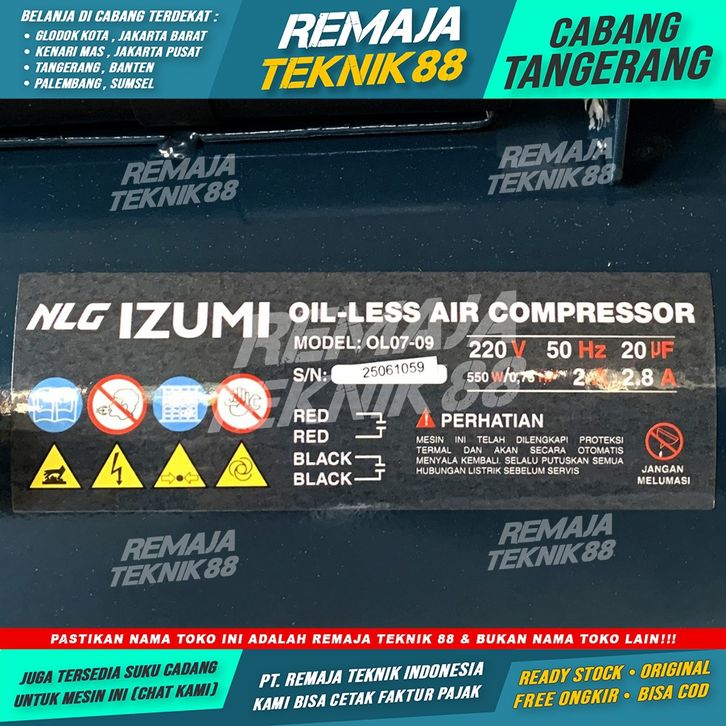 BELANJA DI CABANG TERDEKAT :
• GLODOK KOTA , JAKARTA BARAT
• KENARI MAS , JAKARTA PUSAT
• TANGERANG , BANTEN
• PALEMBANG , SUMSEL
REMAJA
TEKNIK 88
CABANG
TANGERANG
REMAJA
TEKNIK 88
REMAJA
TEKNIK 88
NLG IZUMI
OIL-LESS AIR COMPRESSOR
MODEL: OL07-09
220 V 50 Hz 20 µF
S/N: 25061059
550 W/0,75 2.8 A
REMAJA
TEKNIK 88
RED
RED
BLACK
BLACK
PERHATIAN
MESIN INI TELAH DILENGKAPI PROTEKSI
TERMAL DAN AKAN SECARA OTOMATIS
MENYALA KEMBALI. SELALU PUTUSKAN SEMUA
HUBUNGAN LISTRIK SEBELUM SERVIS
JANGAN
MELUMASI
REMAJA
TEKNIK 88
REMAJA
TEKNIK 88
PASTIKAN NAMA TOKO INI ADALAH REMAJA TEKNIK 88 & BUKAN NAMA TOKO LAIN!!!
JUGA TERSEDIA SUKU CADANG
UNTUK MESIN INI (CHAT KAMI)
PT. REMAJA TEKNIK INDONESIA
KAMI BISA CETAK FAKTUR PAJAK
READY STOCK • ORIGINAL
FREE ONGKIR • BISA COD